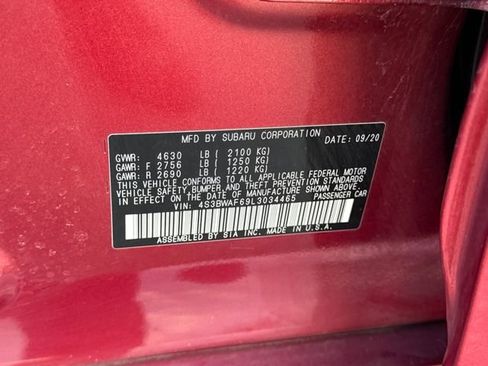 MFD BY SUBARU CORPORATION DATE: 09/20
GVWR: 4630 LB ( 2100 KG)
GAWR: F 2756 LB ( 1250 KG)
GAWR: R 2690 LB ( 1220 KG)
THIS VEHICLE CONFORMS TO ALL APPLICABLE FEDERAL MOTOR
VEHICLE SAFETY, BUMPER, AND THEFT PREVENTION STANDARDS
IN EFFECT ON THE DATE OF MANUFACTURE SHOWN ABOVE.
VIN: 4S3BWAF69L3034465 PASSENGER CAR
ASSEMBLED BY SIA INC. MADE IN U.S.A.